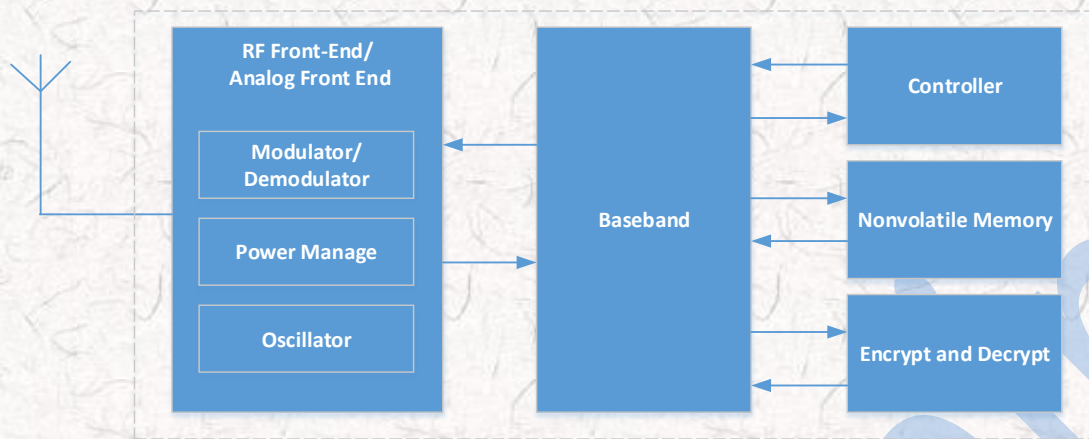 RF Front-End/
Analog Front End
Modulator/
Demodulator
Power Manage
Oscillator
Baseband
Controller
Nonvolatile Memory
Encrypt and Decrypt